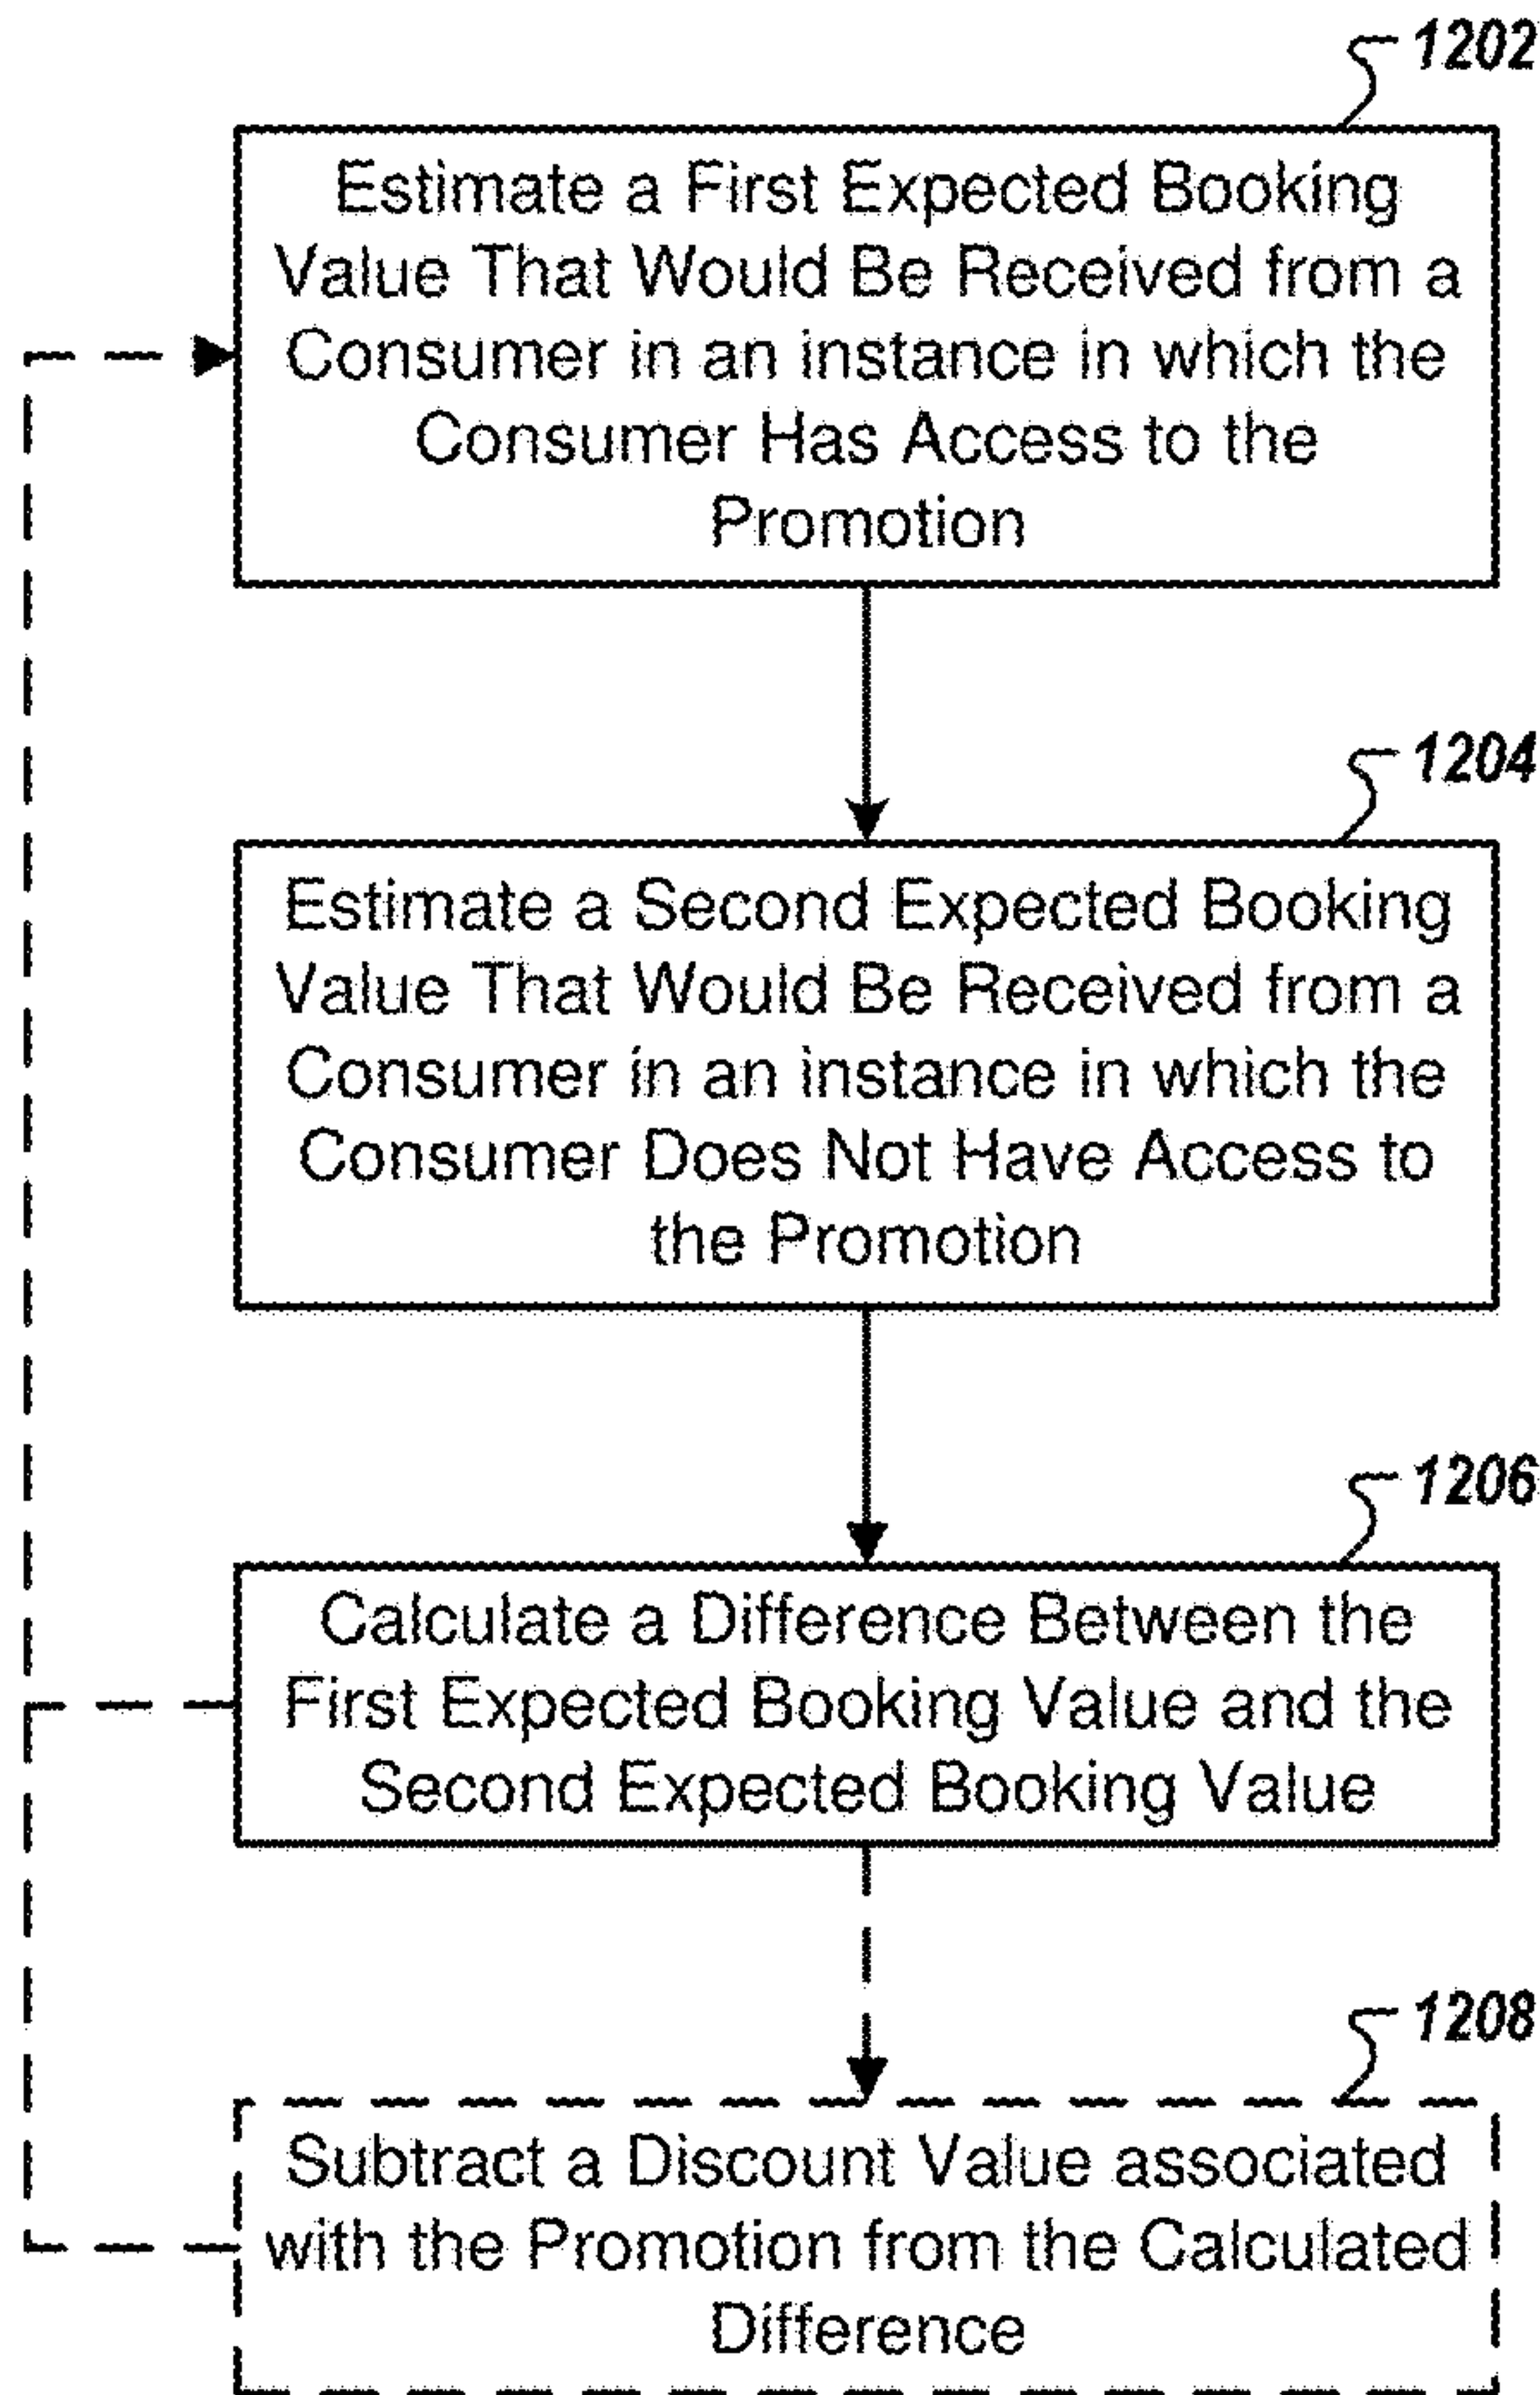 1202
Estimate a First Expected Booking
Value That Would Be Received from a
Consumer in an instance in which the
Consumer Has Access to the
Promotion
1204
Estimate a Second Expected Booking
Value That Would Be Received from a
Consumer in an instance in which the
Consumer Does Not Have Access to
the Promotion
1206
Calculate a Difference Between the
First Expected Booking Value and the
Second Expected Booking Value
1208
Subtract a Discount Value associated
with the Promotion from the Calculated
Difference